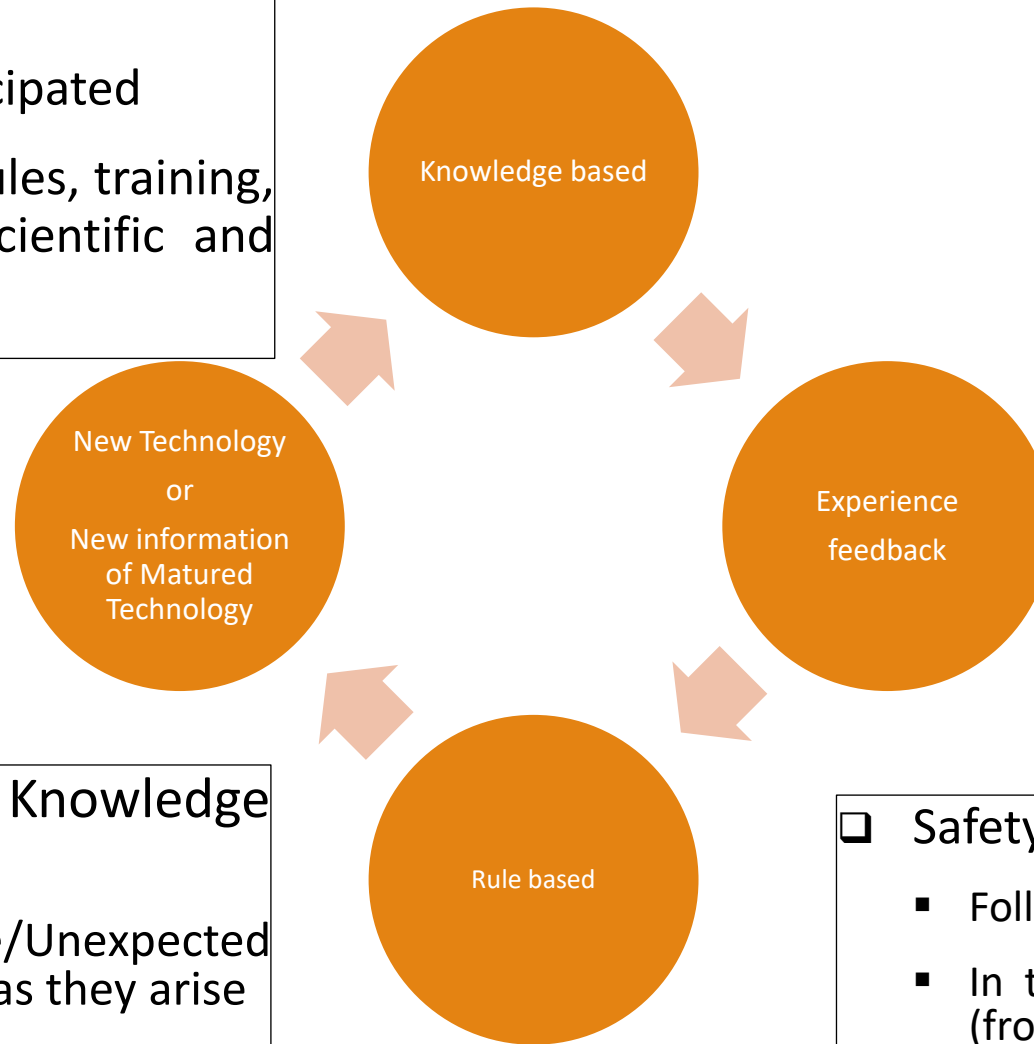 cipated
ules, training,
cientific and
Knowledge based
New Technology
or
New information
of Matured
Technology
Experience
feedback
Knowledge
e/Unexpected
as they arise
Rule based
❑ Safety
▪ Foll
▪ In t
(fro